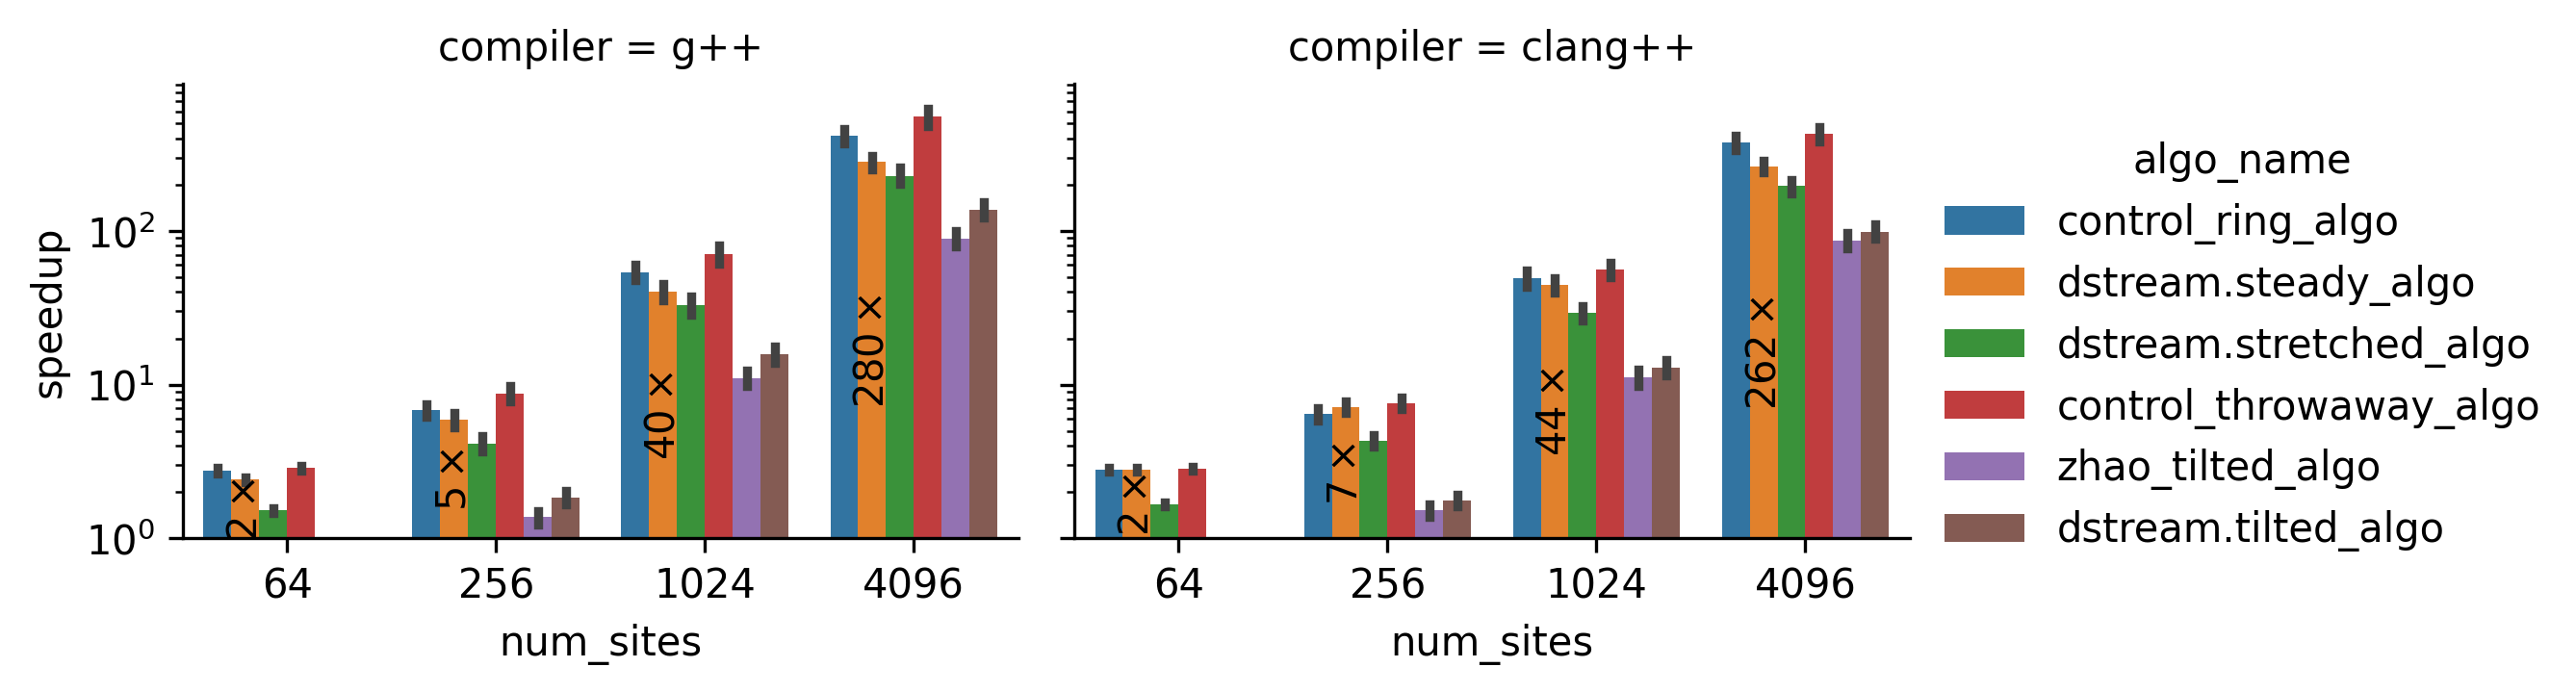 compiler = g++
compiler = clang++
speedup
10²
10¹
10⁰
2 ×
5 ×
40 ×
280 ×
2 ×
7 ×
44 ×
262 ×
64
256
1024
4096
64
256
1024
4096
num_sites
num_sites
algo_name
control_ring_algo
dstream.steady_algo
dstream.stretched_algo
control_throwaway_algo
zhao_tilted_algo
dstream.tilted_algo